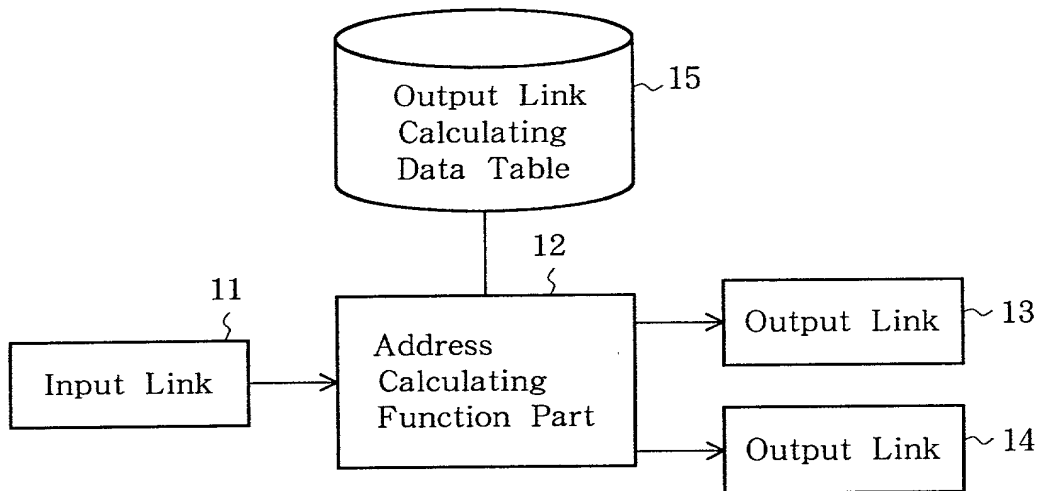 Output Link
Calculating
Data Table
15
12
11
Input Link
Address
Calculating
Function Part
Output Link
13
Output Link
14